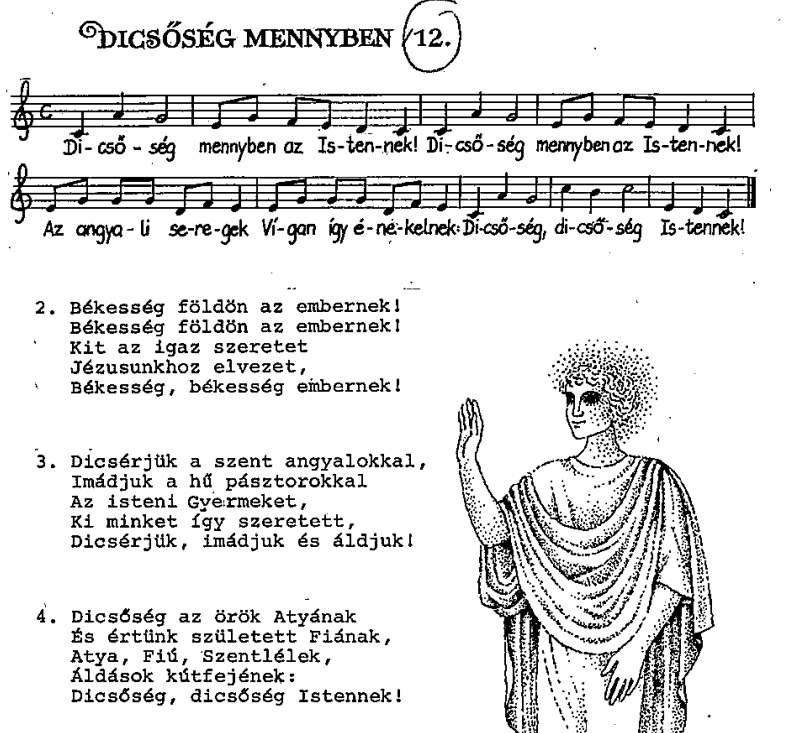 DICSŐSÉG MENNYBEN 12.
Di-cső-ség mennyben az Is-ten-nek! Di-cső-ség mennyben az Is-ten-nek!
Az angya-li se-re-gek Ví-gan így é-ne-kelnek: Di-cső-ség, di-cső-ség Is-tennek!
2. Békesség földön az embernek!
Békesség földön az embernek!
Kit az igaz szeretet
Jézusunkhoz elvezet,
Békesség, békesség embernek!
3. Dicsérjük a szent angyalokkal,
Imádjuk a hű pásztorokkal
Az isteni Gyermeket,
Ki minket így szeretett,
Dicsérjük, imádjuk és áldjuk!
4. Dicsőség az örök Atyának
És értünk született Fiának,
Atya, Fiú, Szentlélek,
Áldások kútfejének:
Dicsőség, dicsőség Istennek!